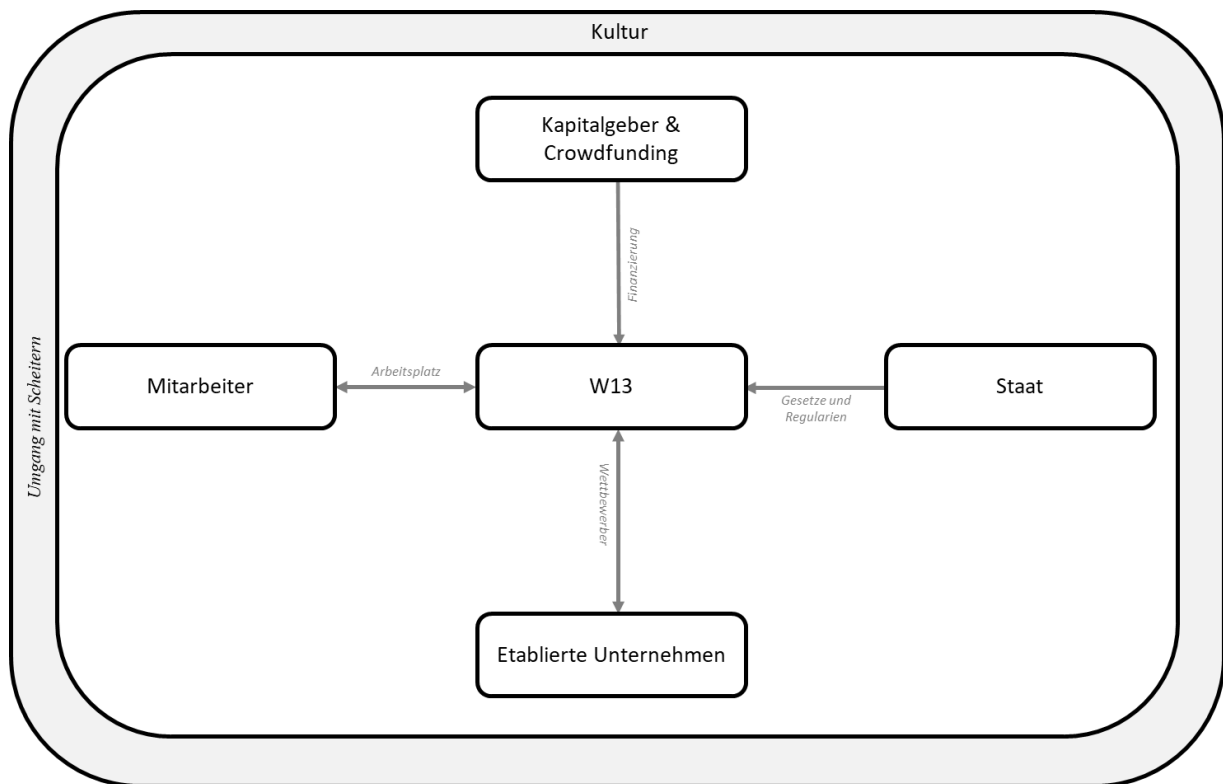 Kultur
Kapitalgeber &
Crowdfunding
Finanzierung
Umgang mit Scheitern
Mitarbeiter
Arbeitsplatz
W13
Gesetze und
Regularien
Staat
Wettbewerber
Etablierte Unternehmen